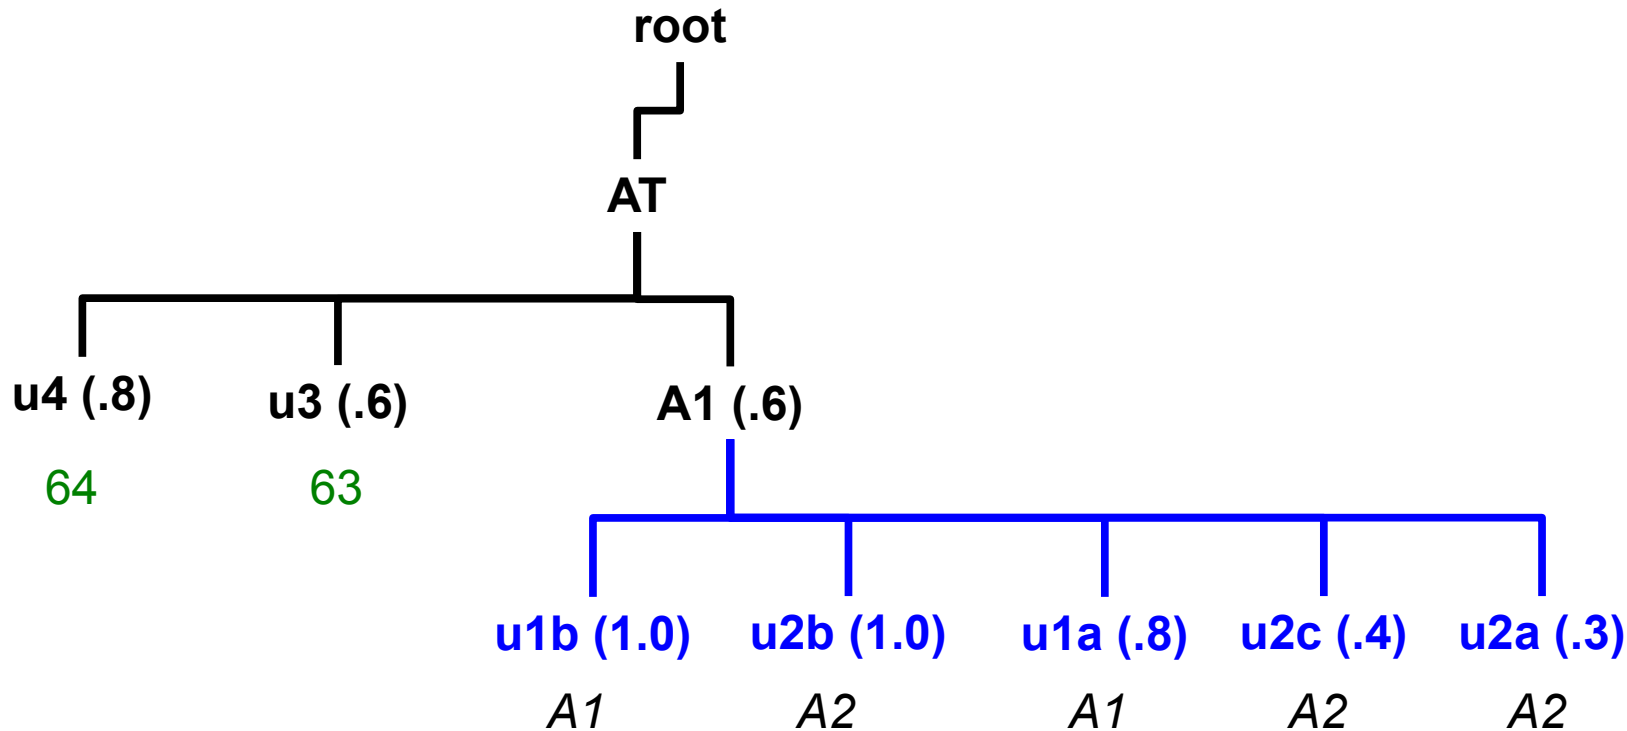 root
AT
u4 (.8) u3 (.6) A1 (.6)
64 63
u1b (1.0) u2b (1.0) u1a (.8) u2c (.4) u2a (.3)
A1 A2 A1 A2 A2